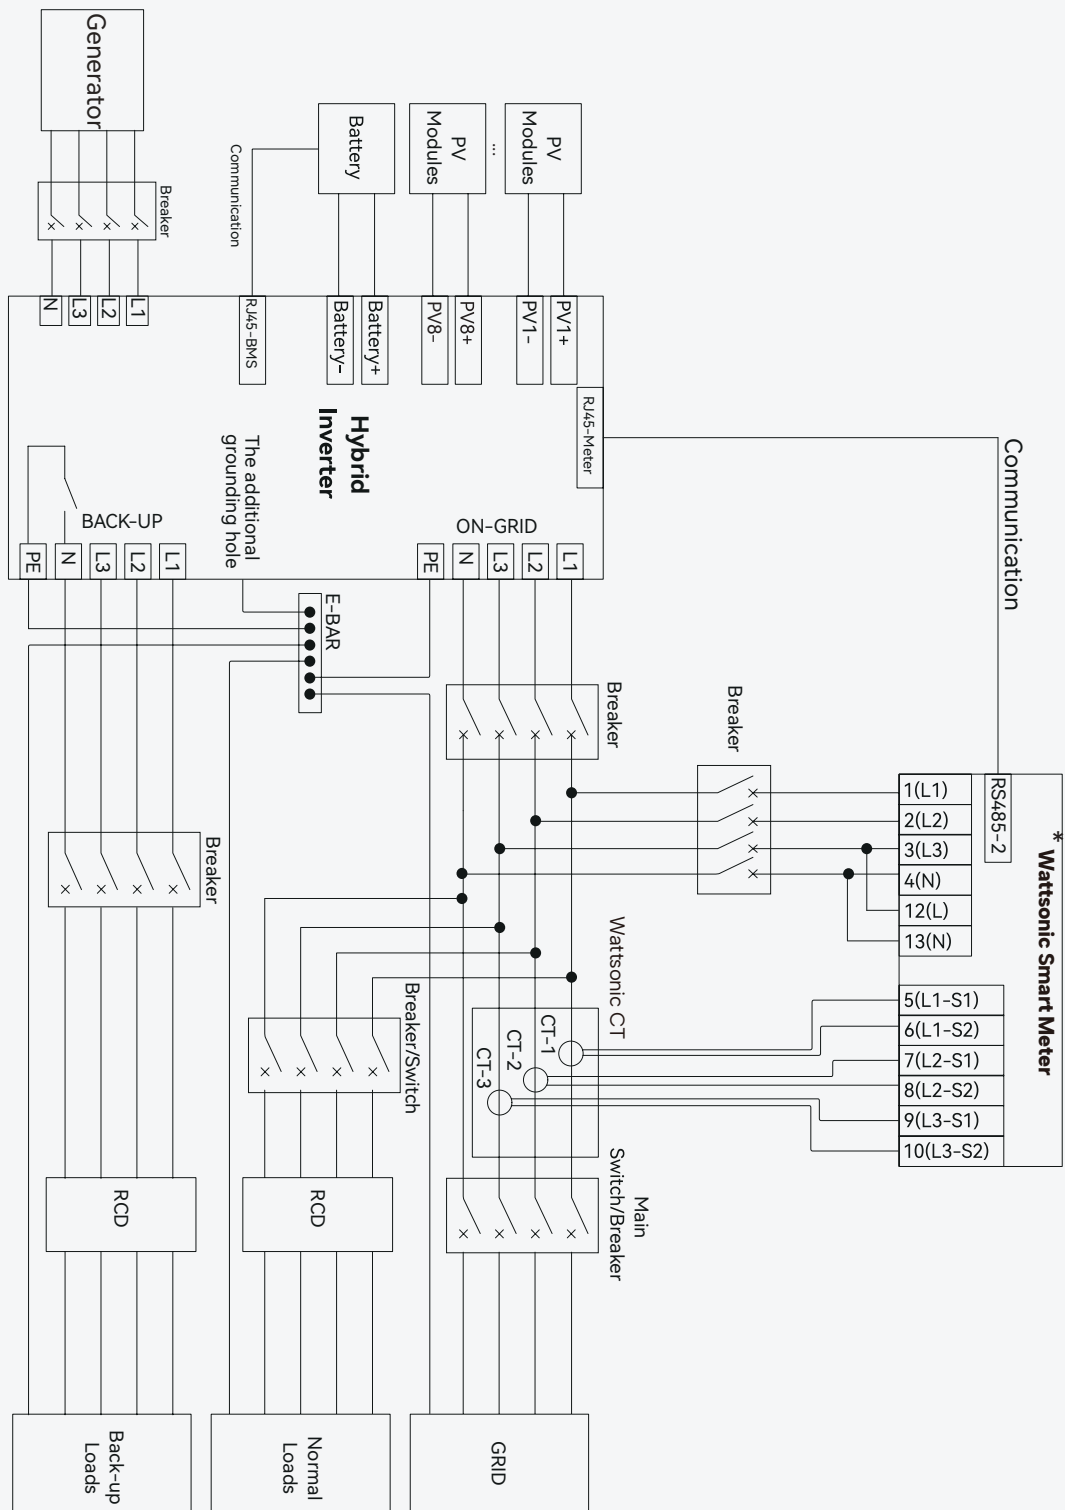 Generator
Breaker
N
L3
L2
L1
Communication
Battery
PV
Modules
...
PV
Modules
RJ45-BMS
Battery-
Battery+
PV8-
PV8+
PV1-
PV1+
RJ45-Meter
Hybrid
Inverter
The additional
grounding hole
BACK-UP
ON-GRID
PE
N
L3
L2
L1
PE
N
L3
L2
L1
Communication
E-BAR
Breaker
Breaker
RS485-2
* Wattsonic Smart Meter
1(L1)
2(L2)
3(L3)
4(N)
12(L)
13(N)
5(L1-S1)
6(L1-S2)
7(L2-S1)
8(L2-S2)
9(L3-S1)
10(L3-S2)
Breaker
Wattsonic CT
CT-1
CT-2
CT-3
Breaker/Switch
Main
Switch/Breaker
RCD
RCD
Back-up
Loads
Normal
Loads
GRID